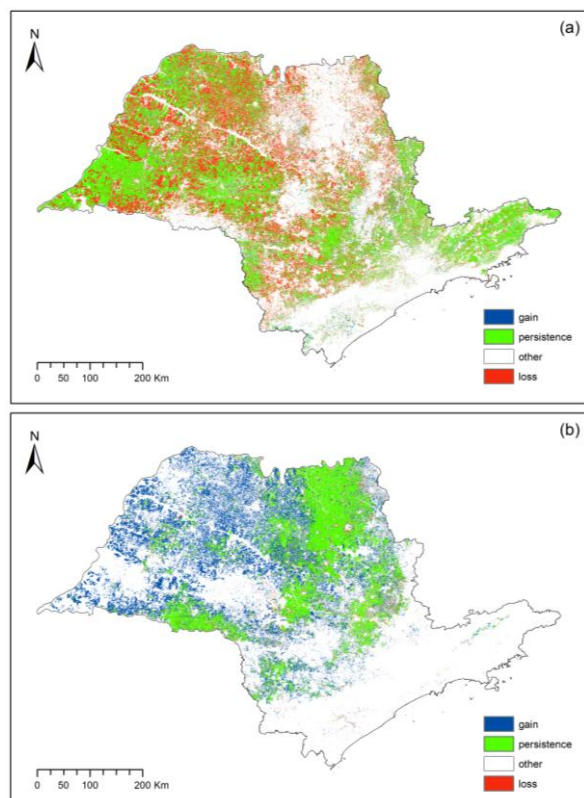 (a)
N
gain
persistence
other
loss
0 50 100 200 Km
(b)
N
gain
persistence
other
loss
0 50 100 200 Km